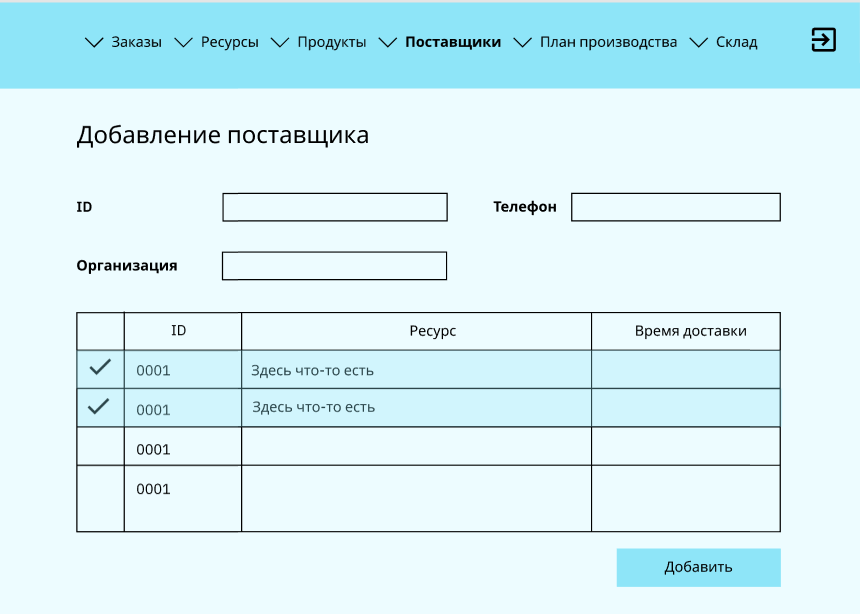 Заказы Ресурсы Продукты Поставщики План производства Склад
Добавление поставщика
ID Телефон
Организация
ID Ресурс Время доставки
0001 Здесь что-то есть
0001 Здесь что-то есть
0001
0001
Добавить